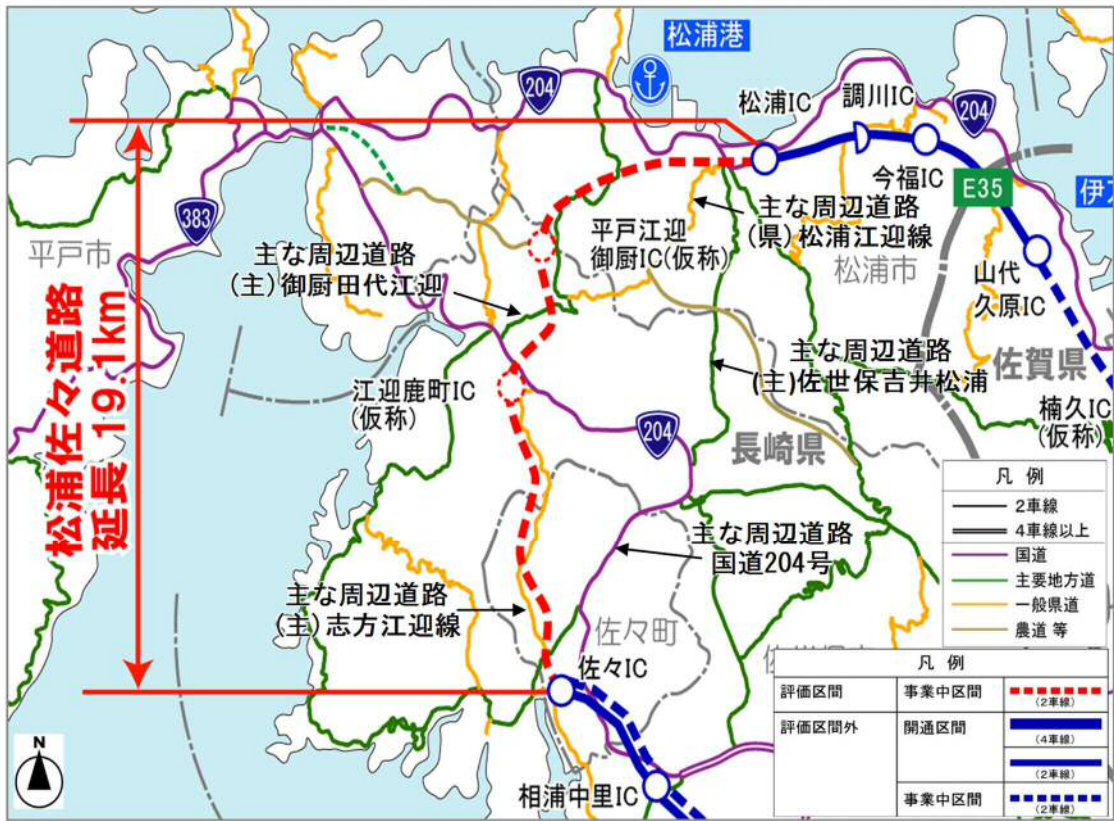 松浦港
204
松浦IC
調川IC
204
今福IC
E35
383
平戸市
主な周辺道路
(主)御厨田代江迎
平戸江迎
御厨IC(仮称)
主な周辺道路
(県)松浦江迎線
松浦市
山代
久原IC
松浦佐々道路
延長19.1km
江迎鹿町IC
(仮称)
主な周辺道路
(主)佐世保吉井松浦
佐賀県
楠久IC
(仮称)
204
長崎県
主な周辺道路
国道204号
主な周辺道路
(主)志方江迎線
佐々町
佐々IC
相浦中里IC
N
凡例
2車線
4車線以上
国道
主要地方道
一般県道
農道 等
凡例
評価区間
事業中区間
(2車線)
評価区間外
開通区間
(4車線)
(2車線)
事業中区間
(2車線)